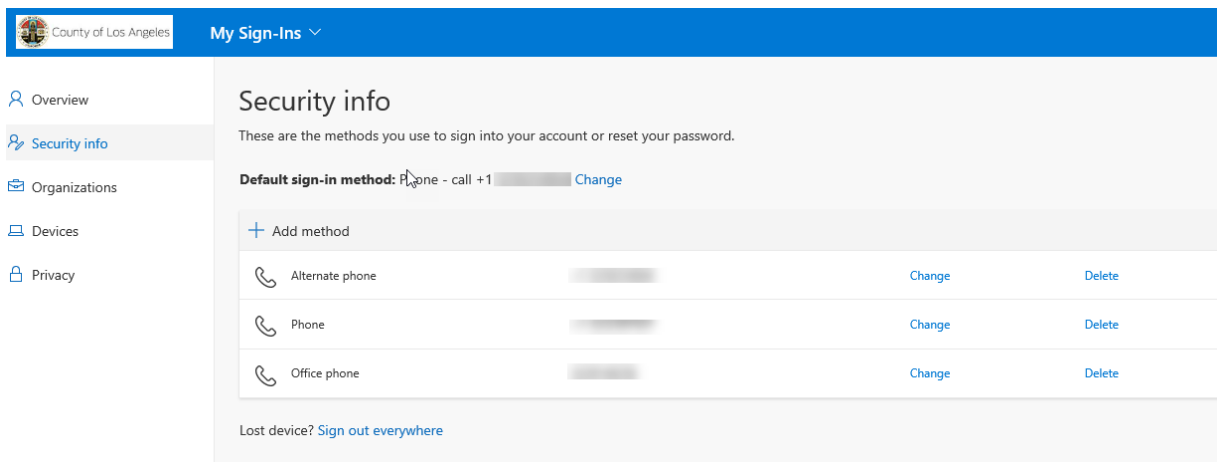 County of Los Angeles
My Sign-Ins
Overview
Security info
Organizations
Devices
Privacy
Security info
These are the methods you use to sign into your account or reset your password.
Default sign-in method: Phone - call +1 Change
+ Add method
Alternate phone Change Delete
Phone Change Delete
Office phone Change Delete
Lost device? Sign out everywhere